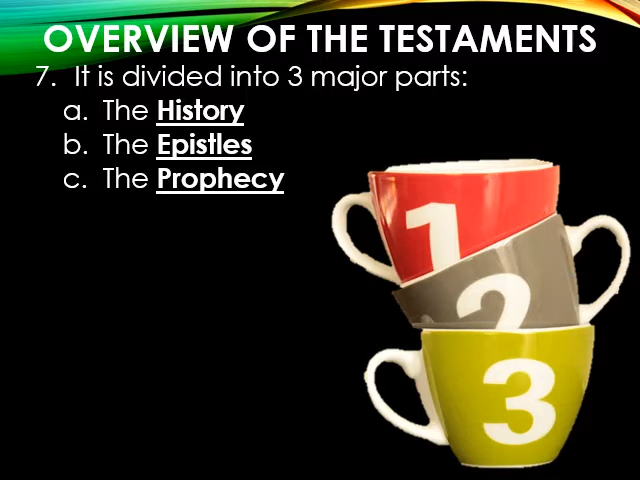 OVERVIEW OF THE TESTAMENTS
7. It is divided into 3 major parts:
a. The History
b. The Epistles
c. The Prophecy
1
2
3